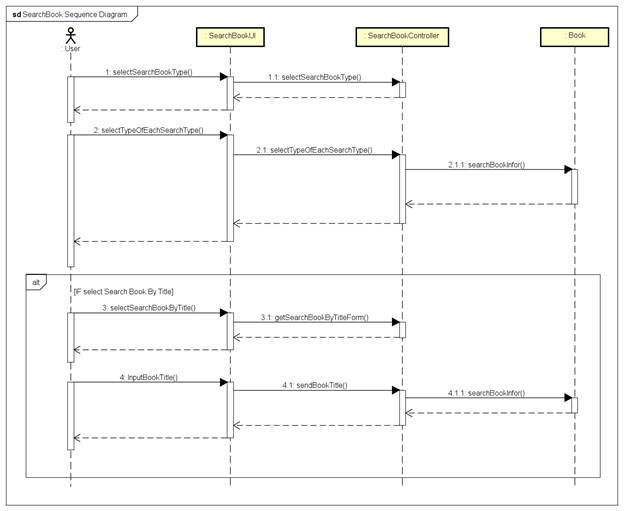 sd SearchBook Sequence Diagram
: User
: SearchBookUI
: SearchBookController
: Book
1: selectSearchBookType()
1.1: selectSearchBookType()
2: selectTypeOfEachSearchType()
2.1: selectTypeOfEachSearchType()
2.1.1: searchBookInfor()
alt
[IF select Search Book By Title]
3: selectSearchBookByTitle()
3.1: getSearchBookByTitleForm()
4: InputBookTitle()
4.1: sendBookTitle()
4.1.1: searchBookInfor()